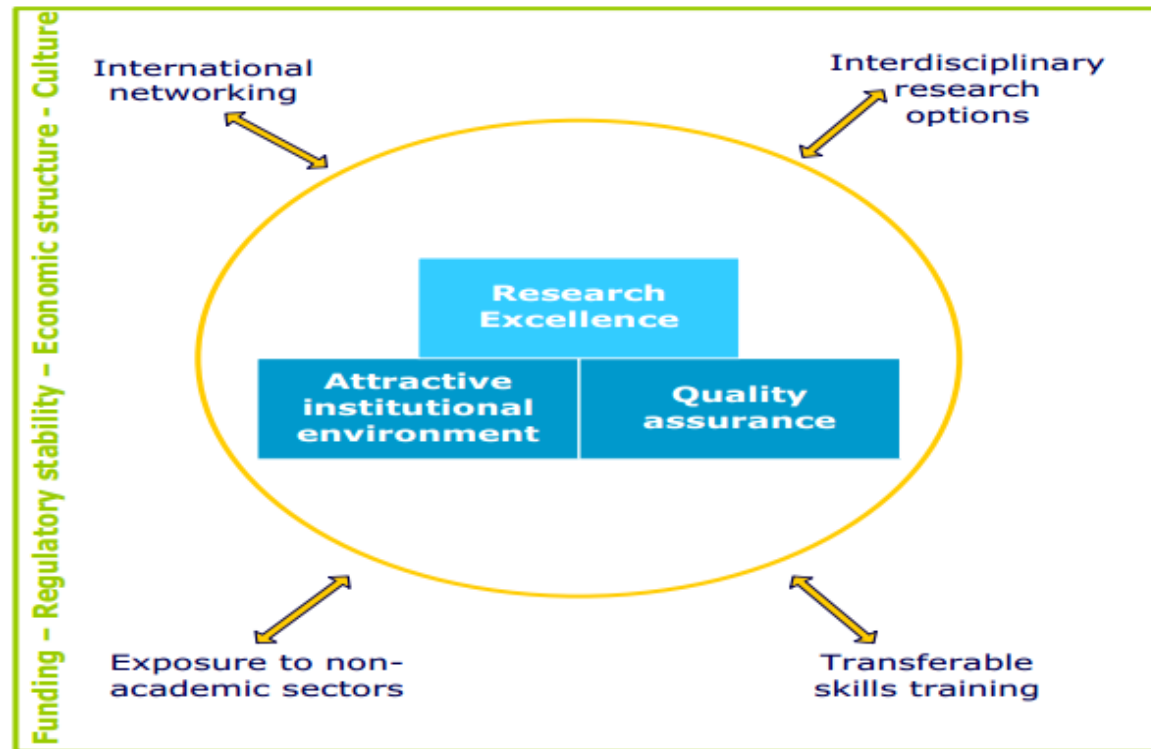 Funding – Regulatory stability – Economic structure - Culture
International
networking
Interdisciplinary
research
options
Research
Excellence
Attractive
institutional
environment
Quality
assurance
Exposure to non-
academic sectors
Transferable
skills training